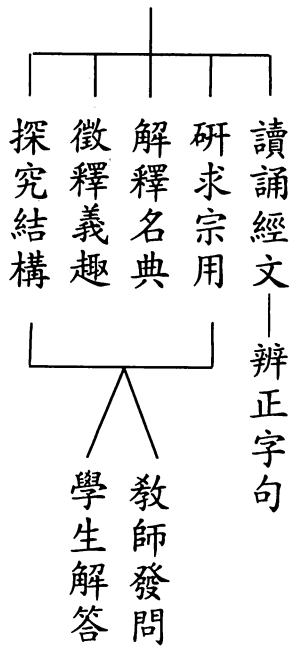 讀誦經文
辨正字句
研求宗用
解釋名典
徵釋義趣
探究結構
教師發問
學生解答